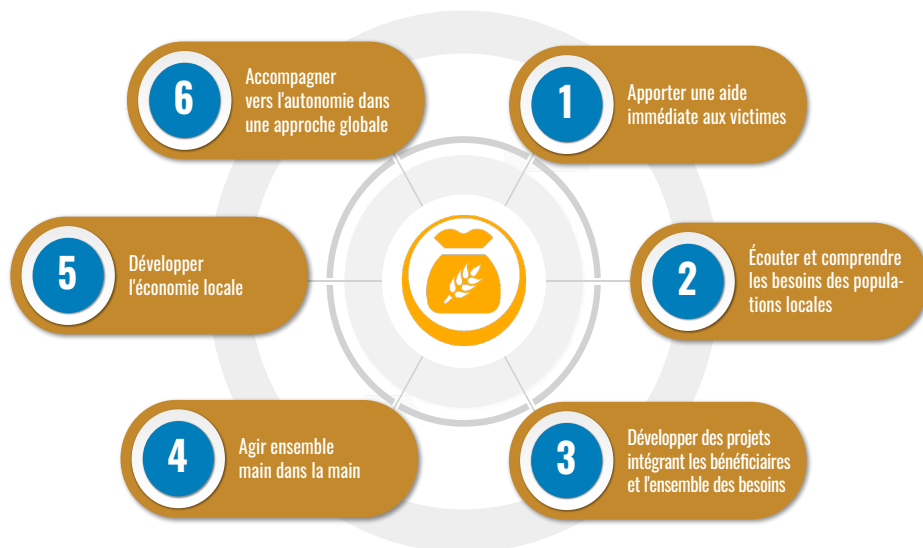 1
Apporter une aide
immédiate aux victimes
2
Écouter et comprendre
les besoins des popula-
tions locales
3
Développer des projets
intégrant les bénéficiaires
et l'ensemble des besoins
4
Agir ensemble
main dans la main
5
Développer
l'économie locale
6
Accompagner
vers l'autonomie dans
une approche globale